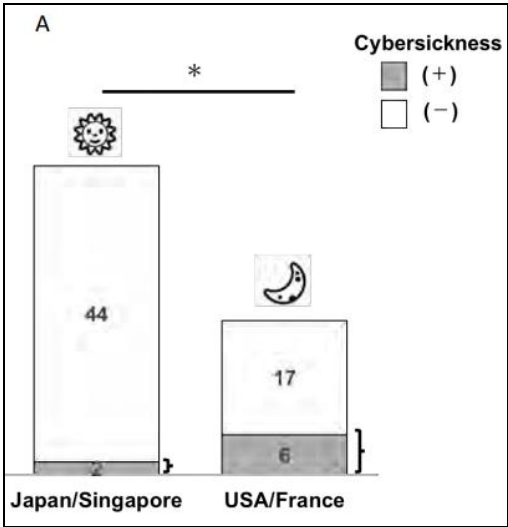 A
Cybersickness
(+)
(−)
*
44
17
2
6
Japan/Singapore
USA/France